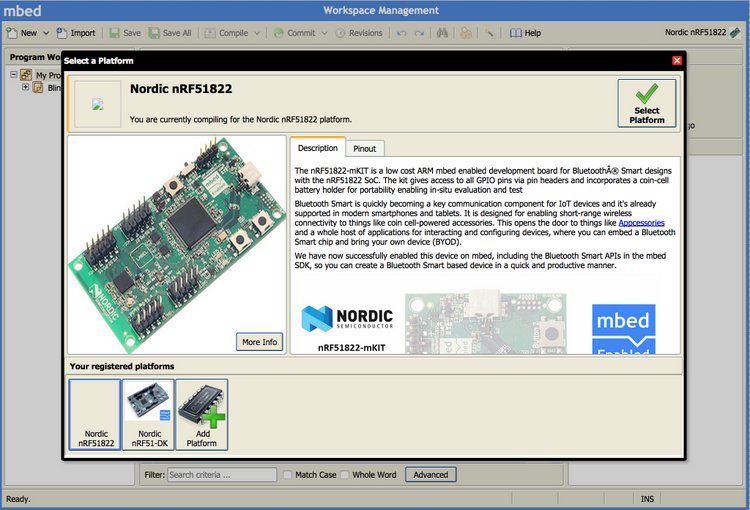 mbed
Workspace Management
New
Import
Save
Save All
Compile
Commit
Revisions
Help
Nordic nRF51822
Program Wo
My Pro
Blin
Select a Platform
Nordic nRF51822
You are currently compiling for the Nordic nRF51822 platform.
Select
Platform
go
Description
Pinout
The nRF51822-mKIT is a low cost ARM mbed enabled development board for BluetoothÂ® Smart designs
with the nRF51822 SoC. The kit gives access to all GPIO pins via pin headers and incorporates a coin-cell
battery holder for portability enabling in-situ evaluation and test
Bluetooth Smart is quickly becoming a key communication component for IoT devices and it's already
supported in modern smartphones and tablets. It is designed for enabling short-range wireless
connectivity to things like coin cell-powered accessories. This opens the door to things like Appcessories
and a whole host of applications for interacting and configuring devices, where you can embed a Bluetooth
Smart chip and bring your own device (BYOD).
We have now successfully enabled this device on mbed, including the Bluetooth Smart APIs in the mbed
SDK, so you can create a Bluetooth Smart based device in a quick and productive manner.
NORDIC
NORDIC
SEMICONDUCTOR
nRF51822-mKIT
mbed
Enabled
Button
More Info
Your registered platforms
Nordic
nRF51822
Nordic
nRF51-DK
Add
Platform
Filter:
Search criteria ...
Match Case
Whole Word
Advanced
Ready.
INS